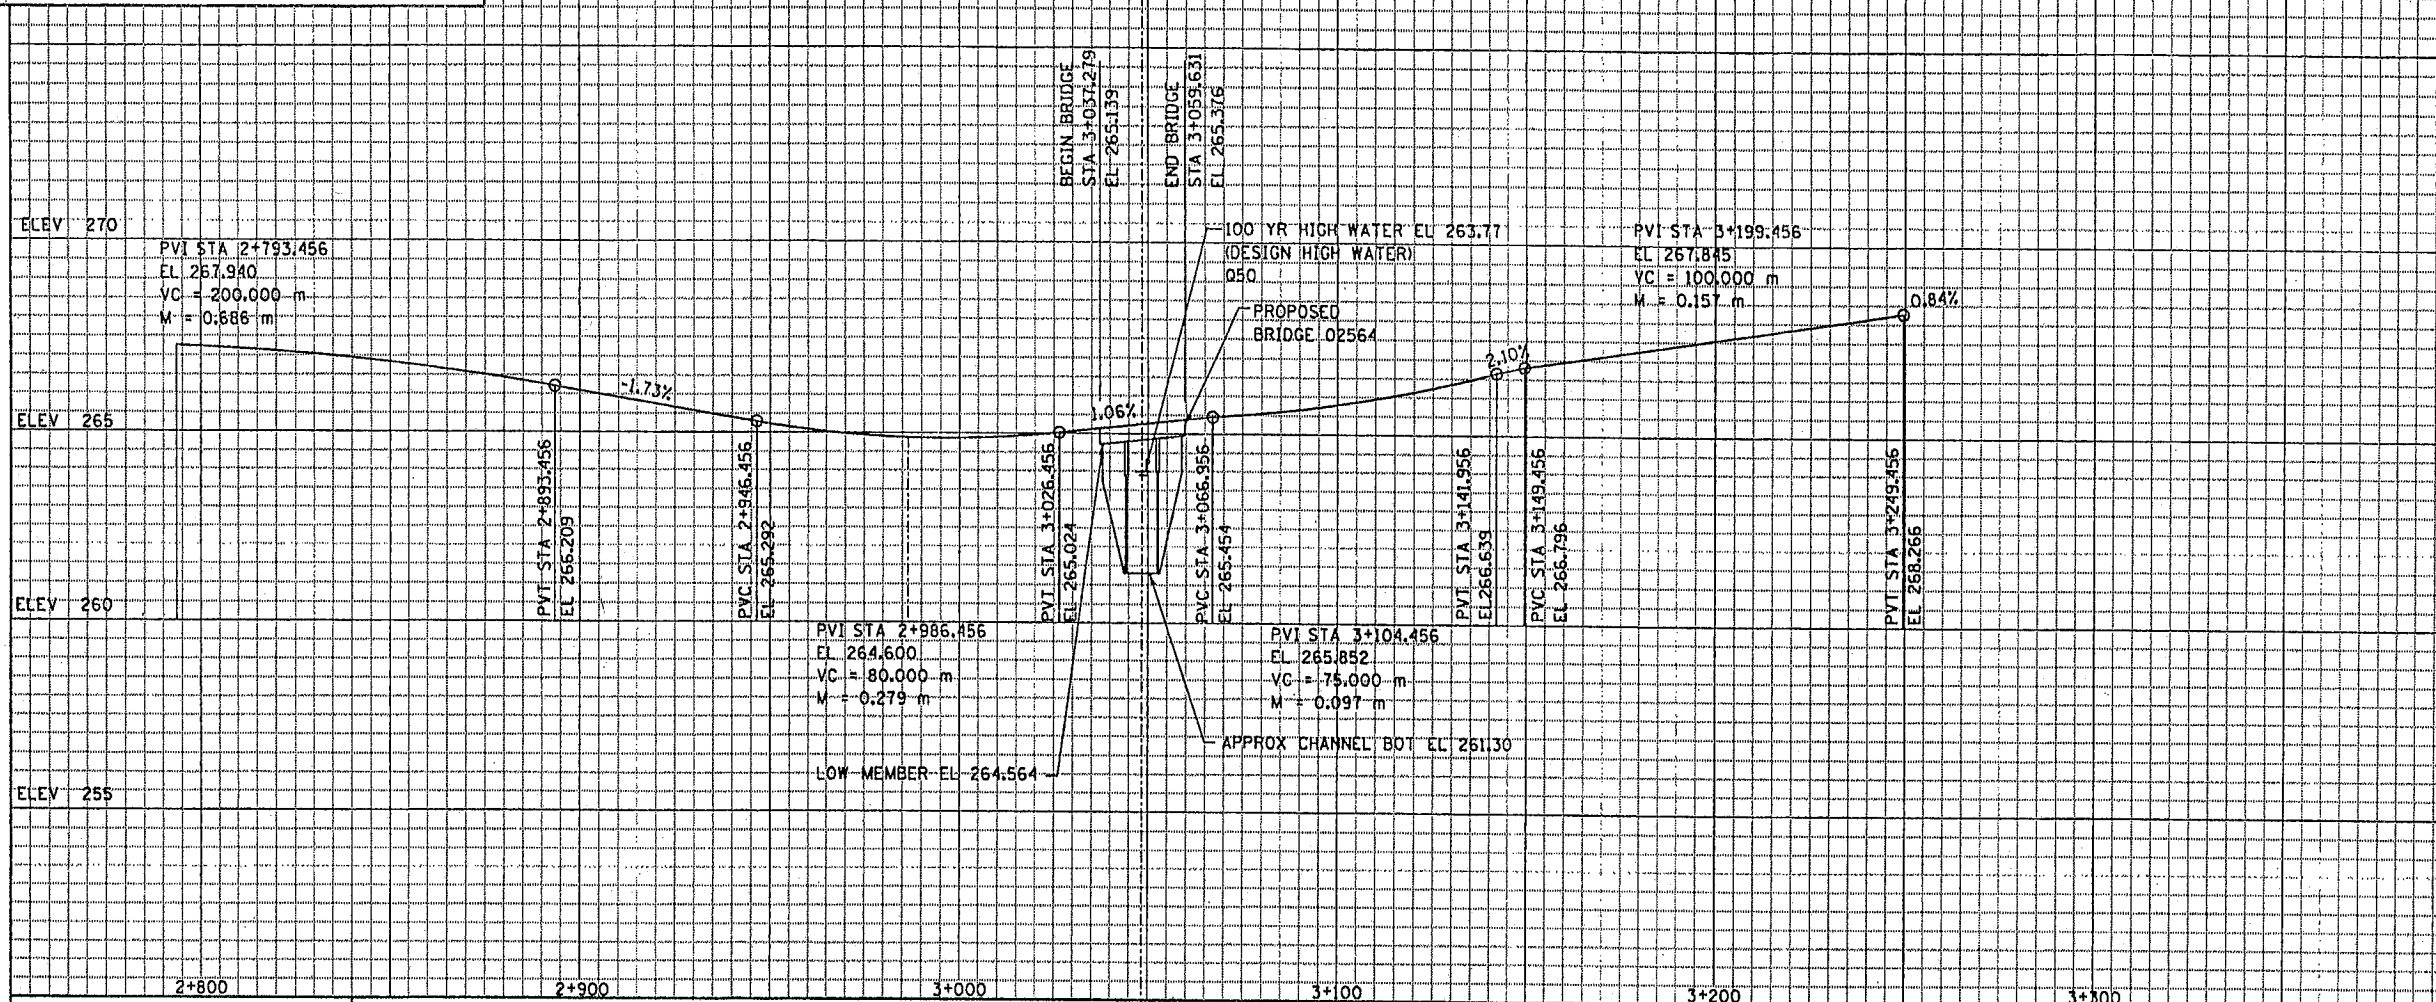 BEGIN BRIDGE
STA 3+037.279
EL 265.139
END BRIDGE
STA 3+059.631
EL 265.376
ELEV 270
PVI STA 2+793.456
EL 267.940
VC = 200.000 m
M = 0.686 m
100 YR HIGH WATER EL 263.77
(DESIGN HIGH WATER)
Q50
PROPOSED
BRIDGE 02564
PVI STA 3+199.456
EL 267.845
VC = 100.000 m
M = 0.157 m
0.84%
2.10%
-1.73%
1.06%
ELEV 265
PVT STA 2+893.456
EL 266.209
PVC STA 2+946.456
EL 265.292
PVT STA 3+026.456
EL 265.024
PVC STA 3+066.956
EL 265.454
PVT STA 3+141.956
EL266.639
PVC STA 3+149.456
EL 266.796
PVT STA 3+249.456
EL 268.265
ELEV 260
PVI STA 2+986.456
EL 264.600
VC = 80.000 m
M = 0.279 m
PVI STA 3+104.456
EL 265.852
VC = 75.000 m
M = 0.097 m
APPROX CHANNEL BOT EL 261.30
LOW MEMBER EL 264.564
ELEV 255
2+800
2+900
3+000
3+100
3+200
3+300